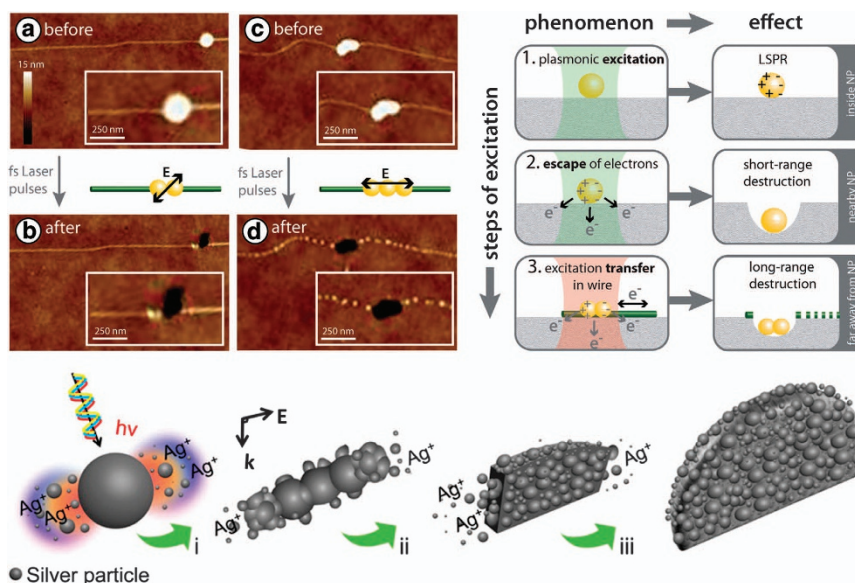 a before
15 nm
250 nm
c before
250 nm
fs Laser
pulses
E
fs Laser
pulses
E
b after
250 nm
d after
250 nm
phenomenon
effect
steps of excitation
1. plasmonic excitation
LSPR
+ + + - - -
inside NP
2. escape of electrons
+ + + - - -
e- e- e-
short-range
destruction
nearby NP
3. excitation transfer
in wire
e-
e- e- e-
long-range
destruction
far away from NP
hν
Ag+
Ag+
Ag+
Ag+
E
k
i
Ag+
Ag+
ii
Ag+
Ag+
Ag+
iii
Silver particle